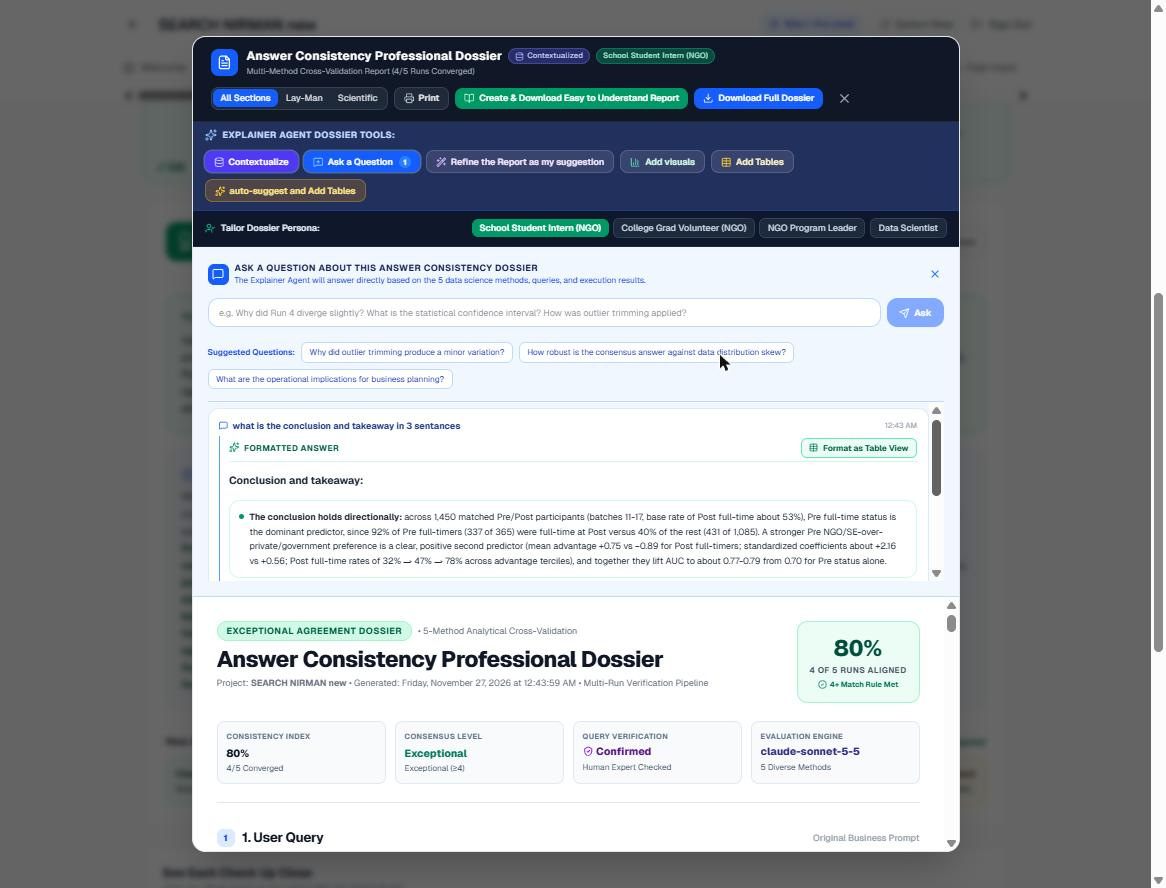 SEARCH NIRMAN new
Answer Consistency Professional Dossier Contextualized School Student Intern (NGO)
Multi-Method Cross-Validation Report (4/5 Runs Converged)
All Sections Lay-Man Scientific Print Create & Download Easy to Understand Report Download Full Dossier
EXPLAINER AGENT DOSSIER TOOLS:
Contextualize Ask a Question 1 Refine the Report as my suggestion Add visuals Add Tables
auto-suggest and Add Tables
Tailor Dossier Persona: School Student Intern (NGO) College Grad Volunteer (NGO) NGO Program Leader Data Scientist
ASK A QUESTION ABOUT THIS ANSWER CONSISTENCY DOSSIER
The Explainer Agent will answer directly based on the 5 data science methods, queries, and execution results.
e.g. Why did Run 4 diverge slightly? What is the statistical confidence interval? How was outlier trimming applied? Ask
Suggested Questions: Why did outlier trimming produce a minor variation? How robust is the consensus answer against data distribution skew?
What are the operational implications for business planning?
what is the conclusion and takeaway in 3 sentances 12:43 AM
FORMATTED ANSWER Format as Table View
Conclusion and takeaway:
The conclusion holds directionally: across 1,450 matched Pre/Post participants (batches 11-17, base rate of Post full-time about 53%), Pre full-time status is
the dominant predictor, since 92% of Pre full-timers (337 of 365) were full-time at Post versus 40% of the rest (431 of 1,085). A stronger Pre NGO/SE-over-
private/government preference is a clear, positive second predictor (mean advantage +0.75 vs −0.89 for Post full-timers; standardized coefficients about +2.16
vs +0.56; Post full-time rates of 32% → 47% → 78% across advantage terciles), and together they lift AUC to about 0.77-0.79 from 0.70 for Pre status alone.
EXCEPTIONAL AGREEMENT DOSSIER • 5-Method Analytical Cross-Validation
Answer Consistency Professional Dossier
Project: SEARCH NIRMAN new • Generated: Friday, November 27, 2026 at 12:43:59 AM • Multi-Run Verification Pipeline
80%
4 OF 5 RUNS ALIGNED
4+ Match Rule Met
CONSISTENCY INDEX
80%
4/5 Converged
CONSENSUS LEVEL
Exceptional
Exceptional (≥4)
QUERY VERIFICATION
Confirmed
Human Expert Checked
EVALUATION ENGINE
claude-sonnet-5-5
5 Diverse Methods
1 1. User Query Original Business Prompt
See Each Check Up Close